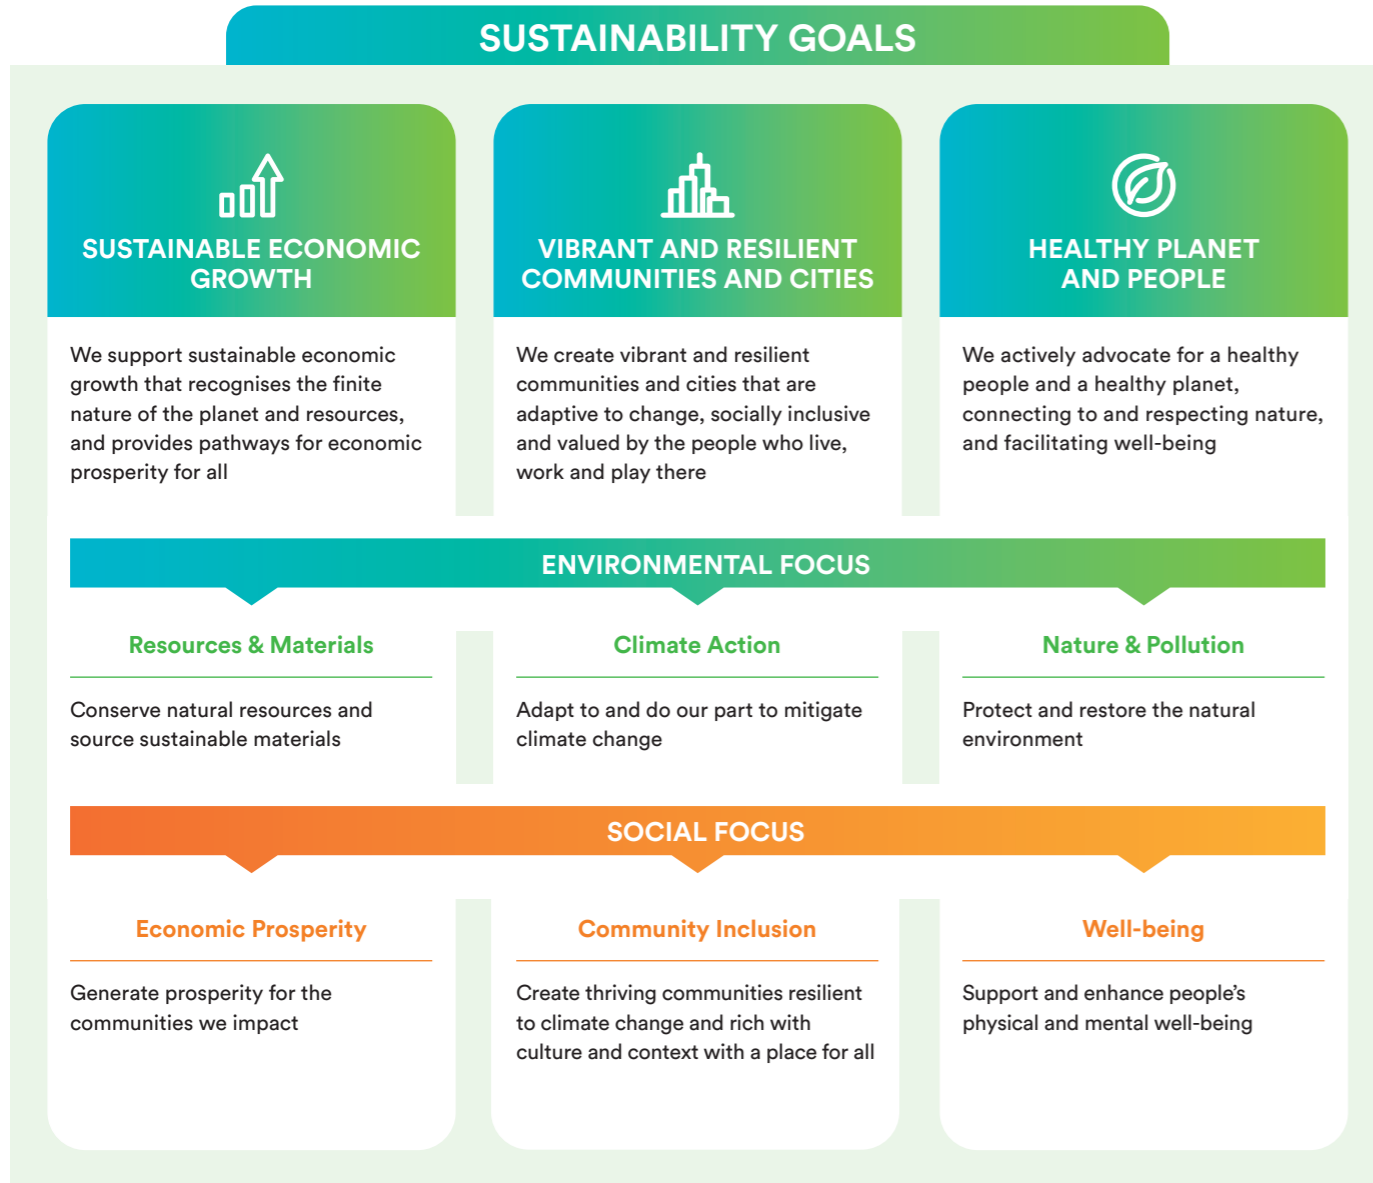 SUSTAINABILITY GOALS
SUSTAINABLE ECONOMIC
GROWTH
We support sustainable economic
growth that recognises the finite
nature of the planet and resources,
and provides pathways for economic
prosperity for all
VIBRANT AND RESILIENT
COMMUNITIES AND CITIES
We create vibrant and resilient
communities and cities that are
adaptive to change, socially inclusive
and valued by the people who live,
work and play there
HEALTHY PLANET
AND PEOPLE
We actively advocate for a healthy
people and a healthy planet,
connecting to and respecting nature,
and facilitating well-being
ENVIRONMENTAL FOCUS
Resources & Materials
Conserve natural resources and
source sustainable materials
Climate Action
Adapt to and do our part to mitigate
climate change
Nature & Pollution
Protect and restore the natural
environment
SOCIAL FOCUS
Economic Prosperity
Generate prosperity for the
communities we impact
Community Inclusion
Create thriving communities resilient
to climate change and rich with
culture and context with a place for all
Well-being
Support and enhance people’s
physical and mental well-being